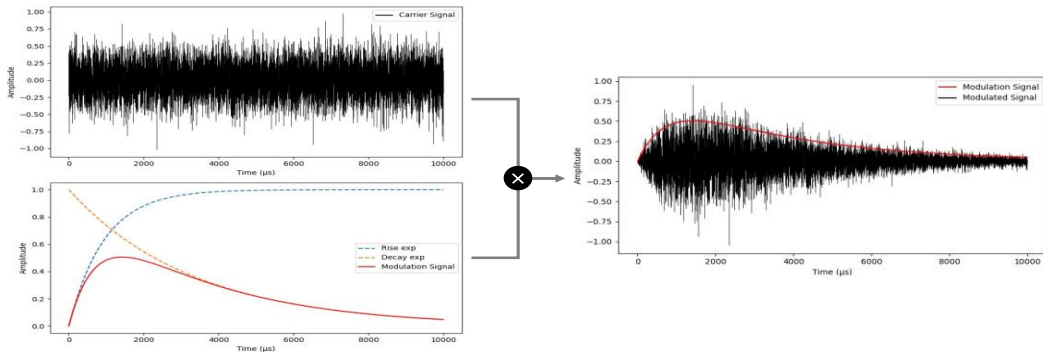 1.00
0.75
0.50
0.25
0.00
−0.25
−0.50
−0.75
−1.00
Amplitude
Carrier Signal
0 2000 4000 6000 8000 10000
Time (μs)
1.0
0.8
0.6
0.4
0.2
0.0
Amplitude
Rise exp
Decay exp
Modulation Signal
0 2000 4000 6000 8000 10000
Time (μs)
×
1.00
0.75
0.50
0.25
0.00
−0.25
−0.50
−0.75
−1.00
Amplitude
Modulation Signal
Modulated Signal
0 2000 4000 6000 8000 10000
Time (μs)